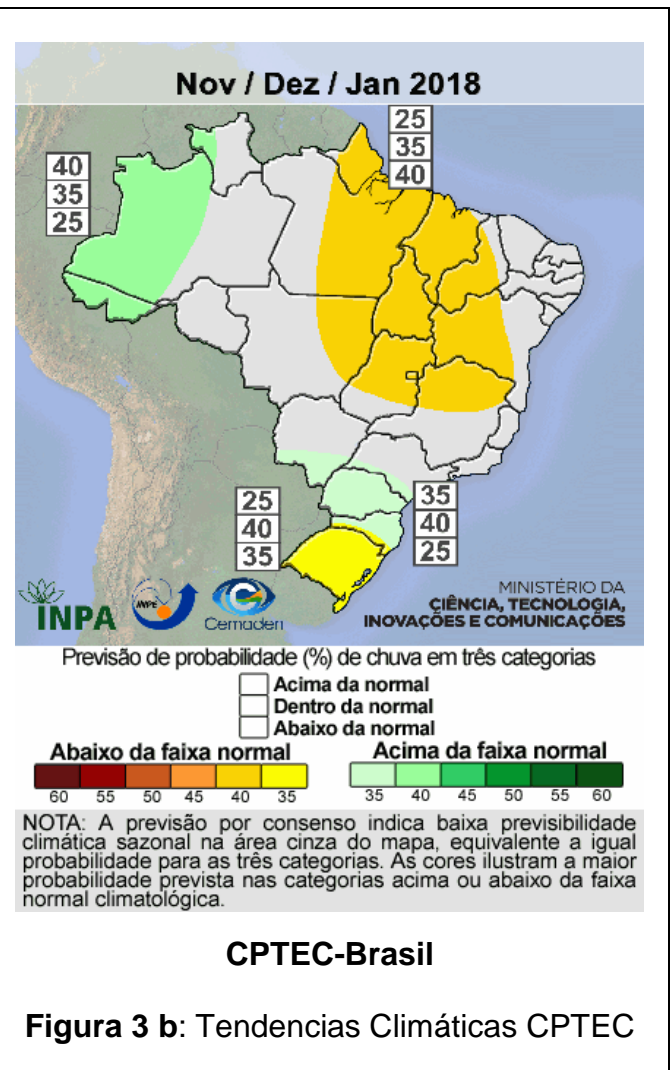 Nov / Dez / Jan 2018
25
35
40
40
35
25
25
40
35
35
40
25
INPA
INPE
Cemaden
MINISTÉRIO DA
CIÊNCIA, TECNOLOGIA,
INOVAÇÕES E COMUNICAÇÕES
Previsão de probabilidade (%) de chuva em três categorias
Acima da normal
Dentro da normal
Abaixo da normal
Abaixo da faixa normal
60 55 50 45 40 35
Acima da faixa normal
35 40 45 50 55 60
NOTA: A previsão por consenso indica baixa previsibilidade
climática sazonal na área cinza do mapa, equivalente a igual
probabilidade para as três categorias. As cores ilustram a maior
probabilidade prevista nas categorias acima ou abaixo da faixa
normal climatológica.
CPTEC-Brasil
Figura 3 b: Tendencias Climáticas CPTEC